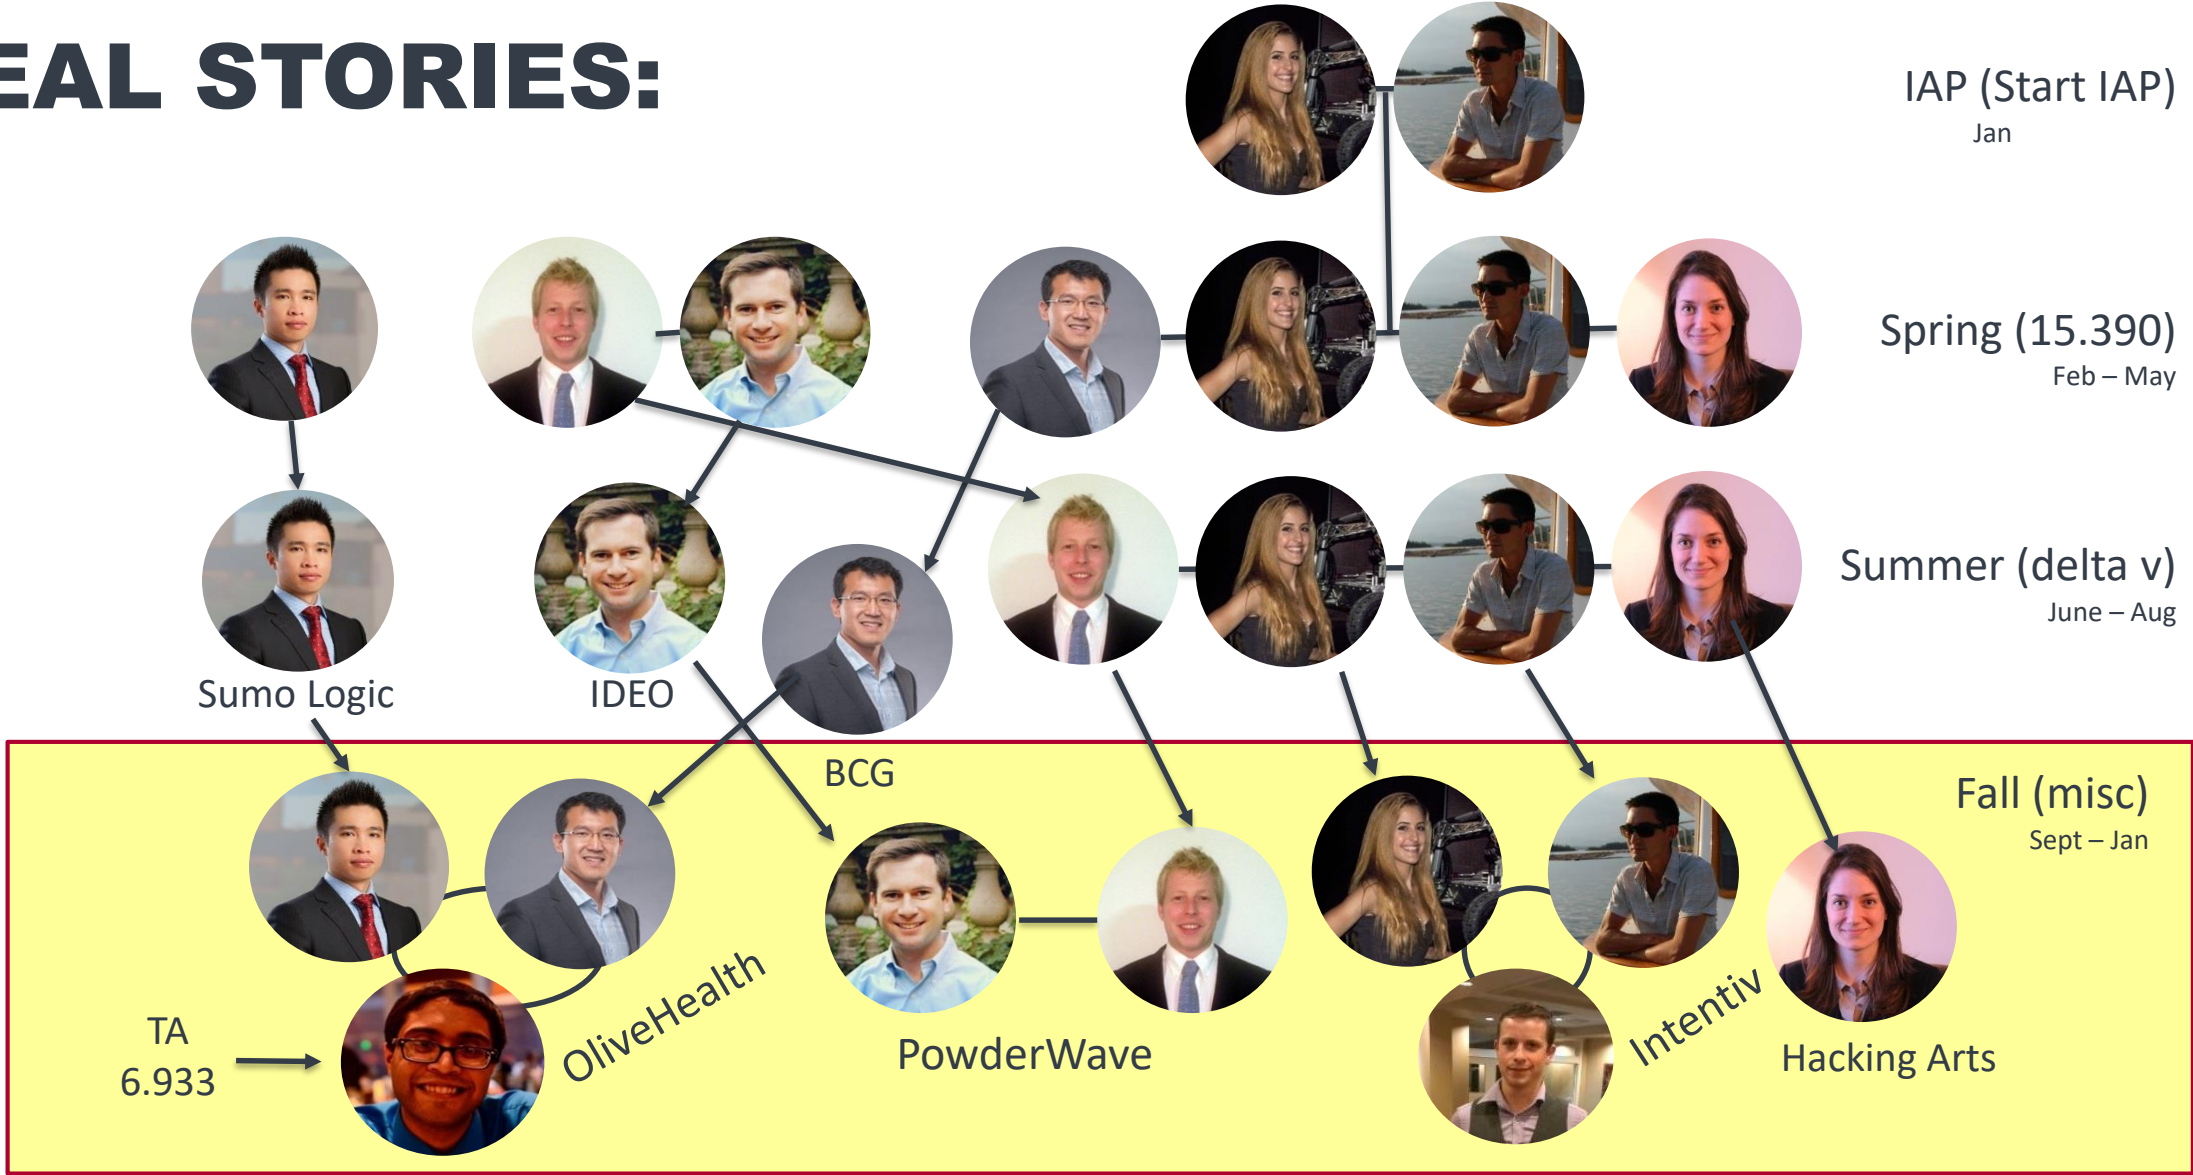 EAL STORIES:
IAP (Start IAP)
Jan
Spring (15.390)
Feb – May
Summer (delta v)
June – Aug
Sumo Logic
IDEO
BCG
Fall (misc)
Sept – Jan
TA
6.933
OliveHealth
PowderWave
Intentiv
Hacking Arts